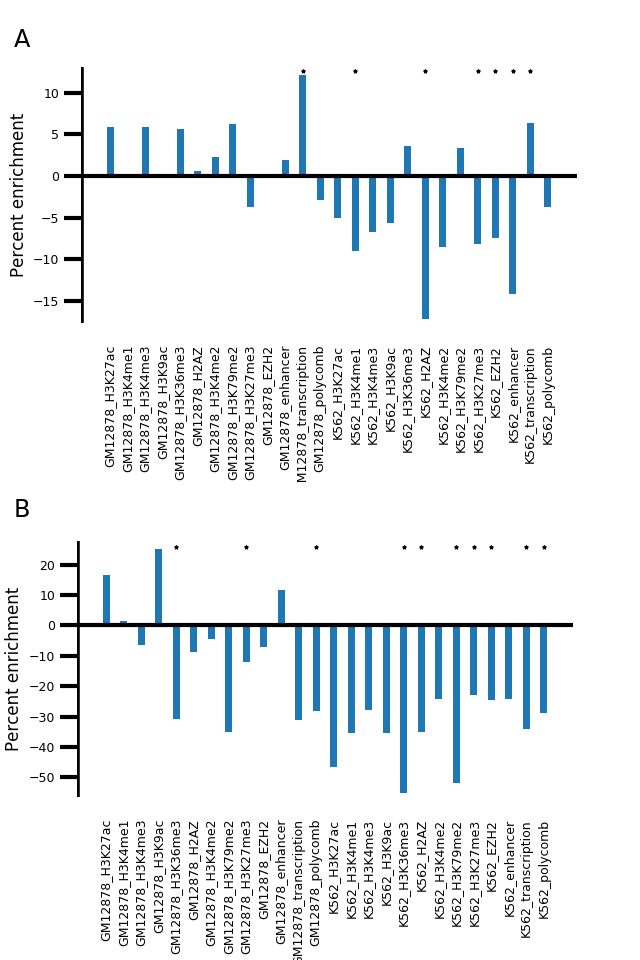 A
Percent enrichment
10
5
0
−5
−10
−15
GM12878_H3K27ac
GM12878_H3K4me1
GM12878_H3K4me3
GM12878_H3K9ac
GM12878_H3K36me3
GM12878_H2AZ
GM12878_H3K4me2
GM12878_H3K79me2
GM12878_H3K27me3
GM12878_EZH2
GM12878_enhancer
M12878_transcription
GM12878_polycomb
K562_H3K27ac
K562_H3K4me1
K562_H3K4me3
K562_H3K9ac
K562_H3K36me3
K562_H2AZ
K562_H3K4me2
K562_H3K79me2
K562_H3K27me3
K562_EZH2
K562_enhancer
K562_transcription
K562_polycomb
B
Percent enrichment
20
10
0
−10
−20
−30
−40
−50
GM12878_H3K27ac
GM12878_H3K4me1
GM12878_H3K4me3
GM12878_H3K9ac
GM12878_H3K36me3
GM12878_H2AZ
GM12878_H3K4me2
GM12878_H3K79me2
GM12878_H3K27me3
GM12878_EZH2
GM12878_enhancer
GM12878_transcription
GM12878_polycomb
K562_H3K27ac
K562_H3K4me1
K562_H3K4me3
K562_H3K9ac
K562_H3K36me3
K562_H2AZ
K562_H3K4me2
K562_H3K79me2
K562_H3K27me3
K562_EZH2
K562_enhancer
K562_transcription
K562_polycomb